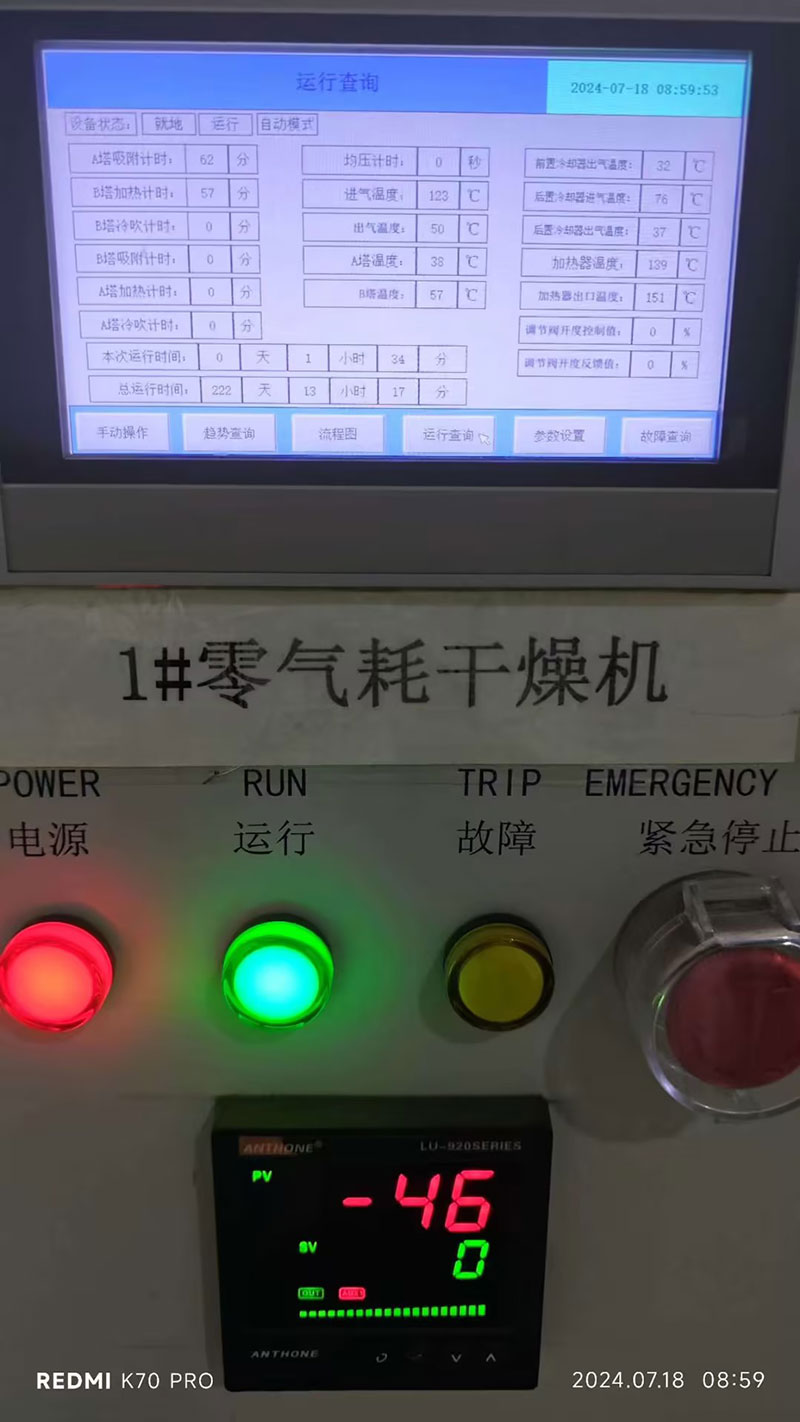 运行查询 2024-07-18 08:59:53
设备状态: 就地 运行 自动模式
A塔吸附计时: 62 分 均压计时: 0 秒 前置冷却器出气温度: 32 ℃
B塔加热计时: 57 分 进气温度: 123 ℃ 后置冷却器进气温度: 76 ℃
B塔冷吹计时: 0 分 出气温度: 50 ℃ 后置冷却器出气温度: 37 ℃
B塔吸附计时: 0 分 A塔温度: 38 ℃ 加热器温度: 139 ℃
A塔加热计时: 0 分 B塔温度: 57 ℃ 加热器出口温度: 151 ℃
A塔冷吹计时: 0 分 调节阀开度控制值: 0 %
本次运行时间: 0 天 1 小时 34 分 调节阀开度反馈值: 0 %
总运行时间: 222 天 13 小时 17 分
手动操作 趋势查询 流程图 运行查询 参数设置 故障查询
1#零气耗干燥机
POWER RUN TRIP EMERGENCY
电源 运行 故障 紧急停止
ANTHONE® LU-920SERIES
PV -46
SV 0
OUT
ANTHONE
REDMI K70 PRO 2024.07.18 08:59